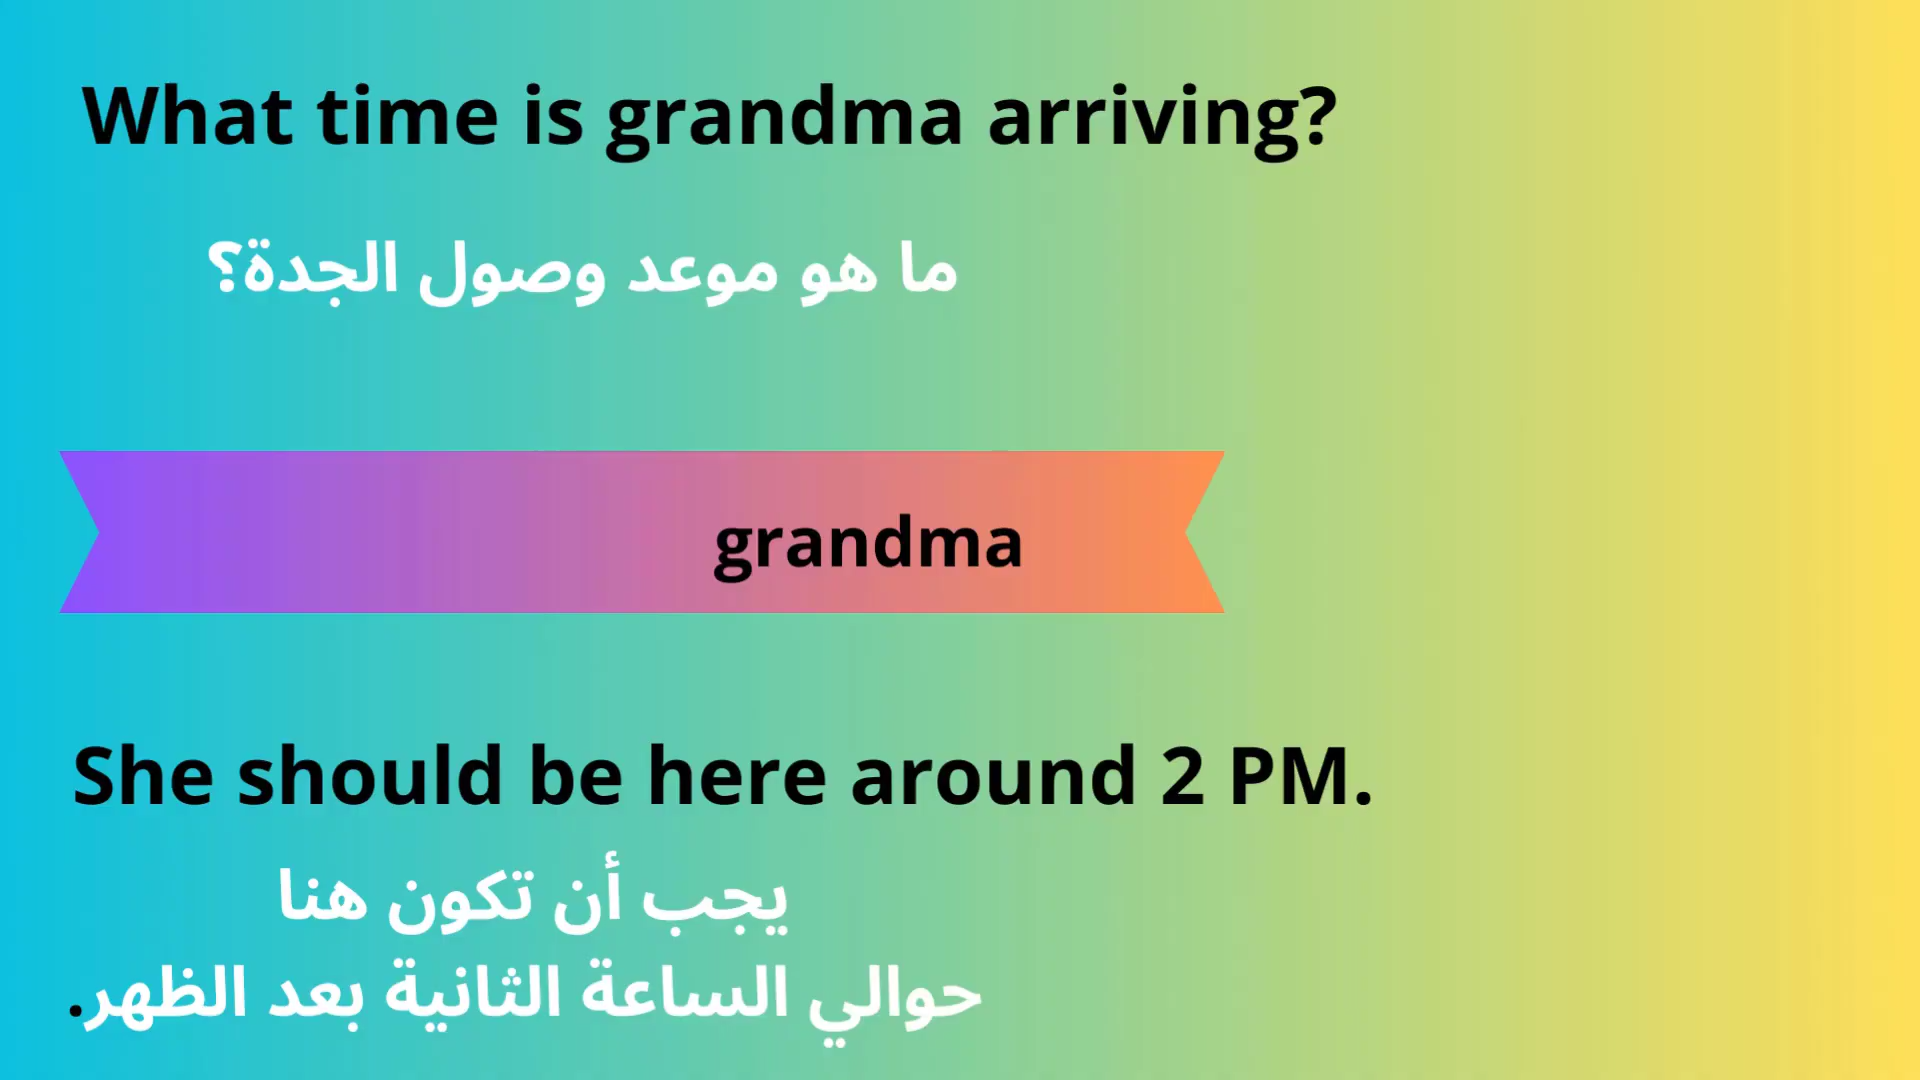 What time is grandma arriving?
ما هو موعد وصول الجدة؟
grandma
She should be here around 2 PM.
يجب أن تكون هنا
حوالي الساعة الثانية بعد الظهر.